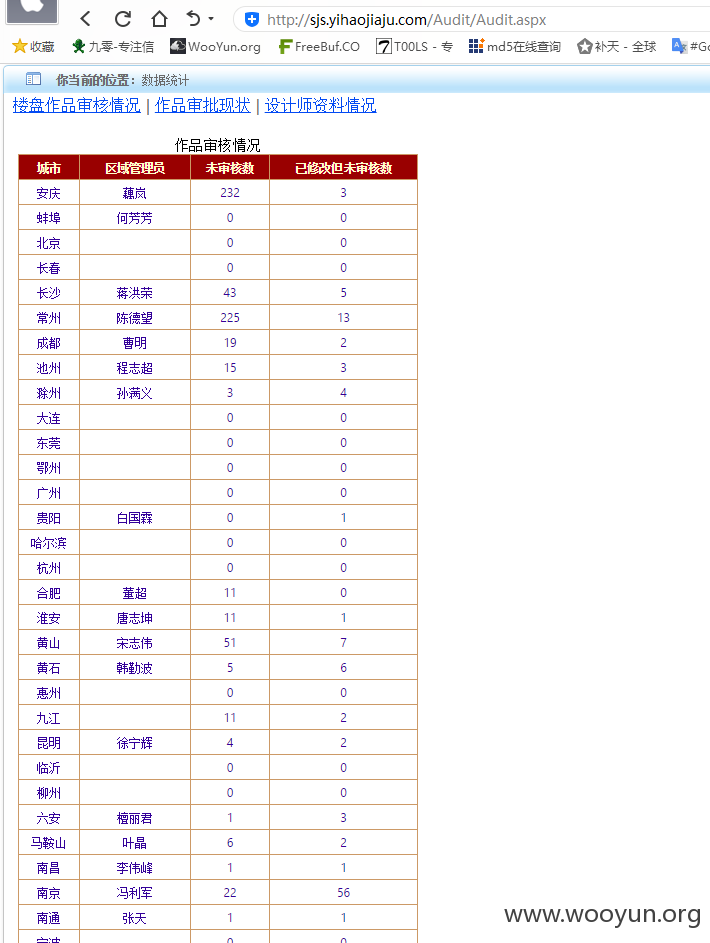 http://sjs.yihaojiaju.com/Audit/Audit.aspx
收藏 九零-专注信 WooYun.org FreeBuf.CO T00LS - 专 md5在线查询 补天 - 全球 #Go
你当前的位置：数据统计
楼盘作品审核情况 | 作品审批现状 | 设计师资料情况
作品审核情况
城市 区域管理员 未审核数 已修改但未审核数
安庆 藕岚 232 3
蚌埠 何芳芳 0 0
北京 0 0
长春 0 0
长沙 蒋洪荣 43 5
常州 陈德望 225 13
成都 曹明 19 2
池州 程志超 15 3
滁州 孙满义 3 4
大连 0 0
东莞 0 0
鄂州 0 0
广州 0 0
贵阳 白国霖 0 1
哈尔滨 0 0
杭州 0 0
合肥 董超 11 0
淮安 唐志坤 11 1
黄山 宋志伟 51 7
黄石 韩勤波 5 6
惠州 0 0
九江 11 2
昆明 徐宁辉 4 2
临沂 0 0
柳州 0 0
六安 檀丽君 1 3
马鞍山 叶晶 6 2
南昌 李伟峰 1 1
南京 冯利军 22 56
南通 张天 1 1
宁波 0 0
www.wooyun.org